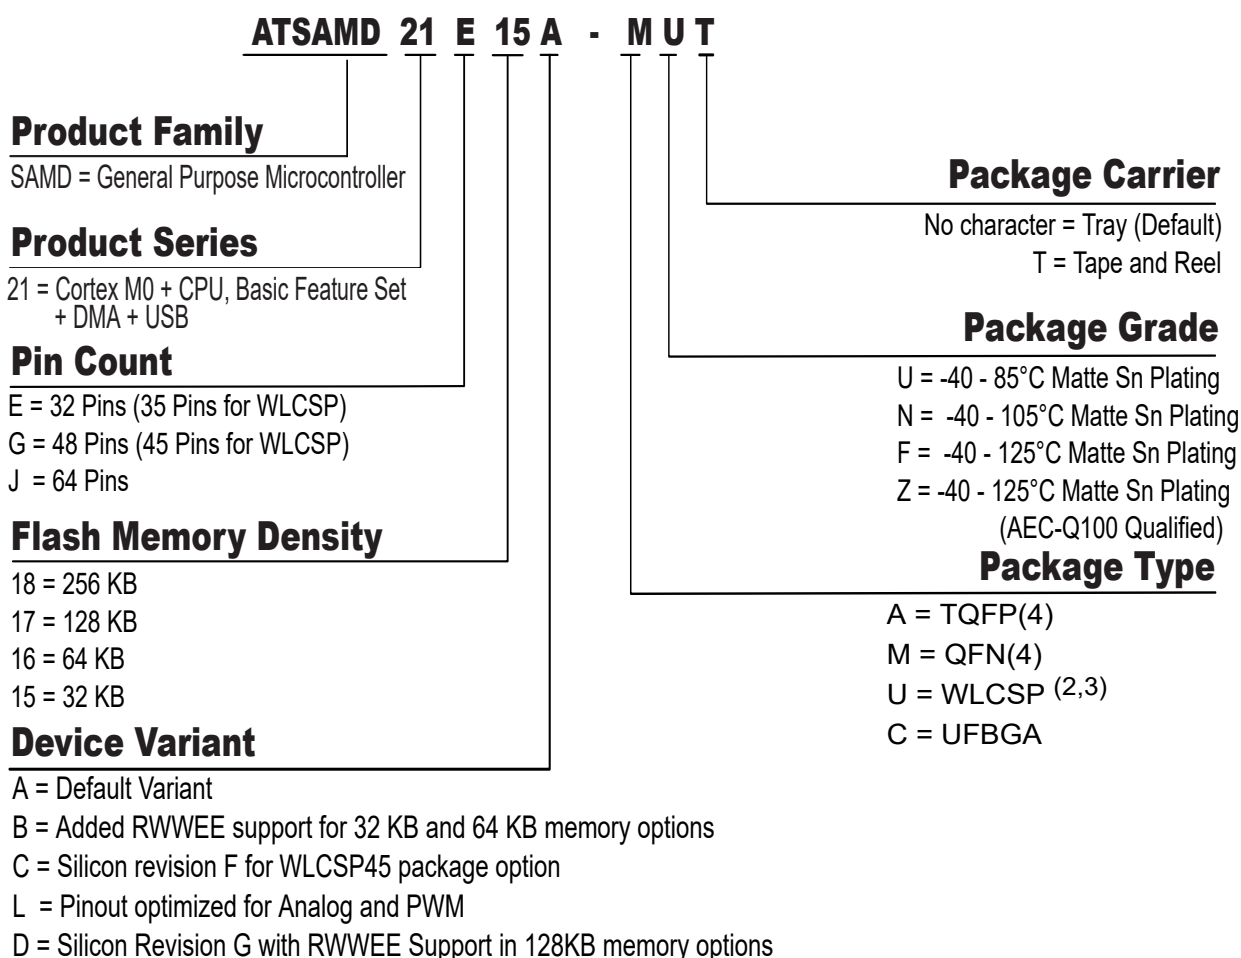 ATSAMD 21 E 15 A - M U T
Product Family
SAMD = General Purpose Microcontroller
Product Series
21 = Cortex M0 + CPU, Basic Feature Set
+ DMA + USB
Pin Count
E = 32 Pins (35 Pins for WLCSP)
G = 48 Pins (45 Pins for WLCSP)
J = 64 Pins
Flash Memory Density
18 = 256 KB
17 = 128 KB
16 = 64 KB
15 = 32 KB
Device Variant
A = Default Variant
B = Added RWWEE support for 32 KB and 64 KB memory options
C = Silicon revision F for WLCSP45 package option
L = Pinout optimized for Analog and PWM
D = Silicon Revision G with RWWEE Support in 128KB memory options
Package Carrier
No character = Tray (Default)
T = Tape and Reel
Package Grade
U = -40 - 85°C Matte Sn Plating
N = -40 - 105°C Matte Sn Plating
F = -40 - 125°C Matte Sn Plating
Z = -40 - 125°C Matte Sn Plating
(AEC-Q100 Qualified)
Package Type
A = TQFP(4)
M = QFN(4)
U = WLCSP (2,3)
C = UFBGA